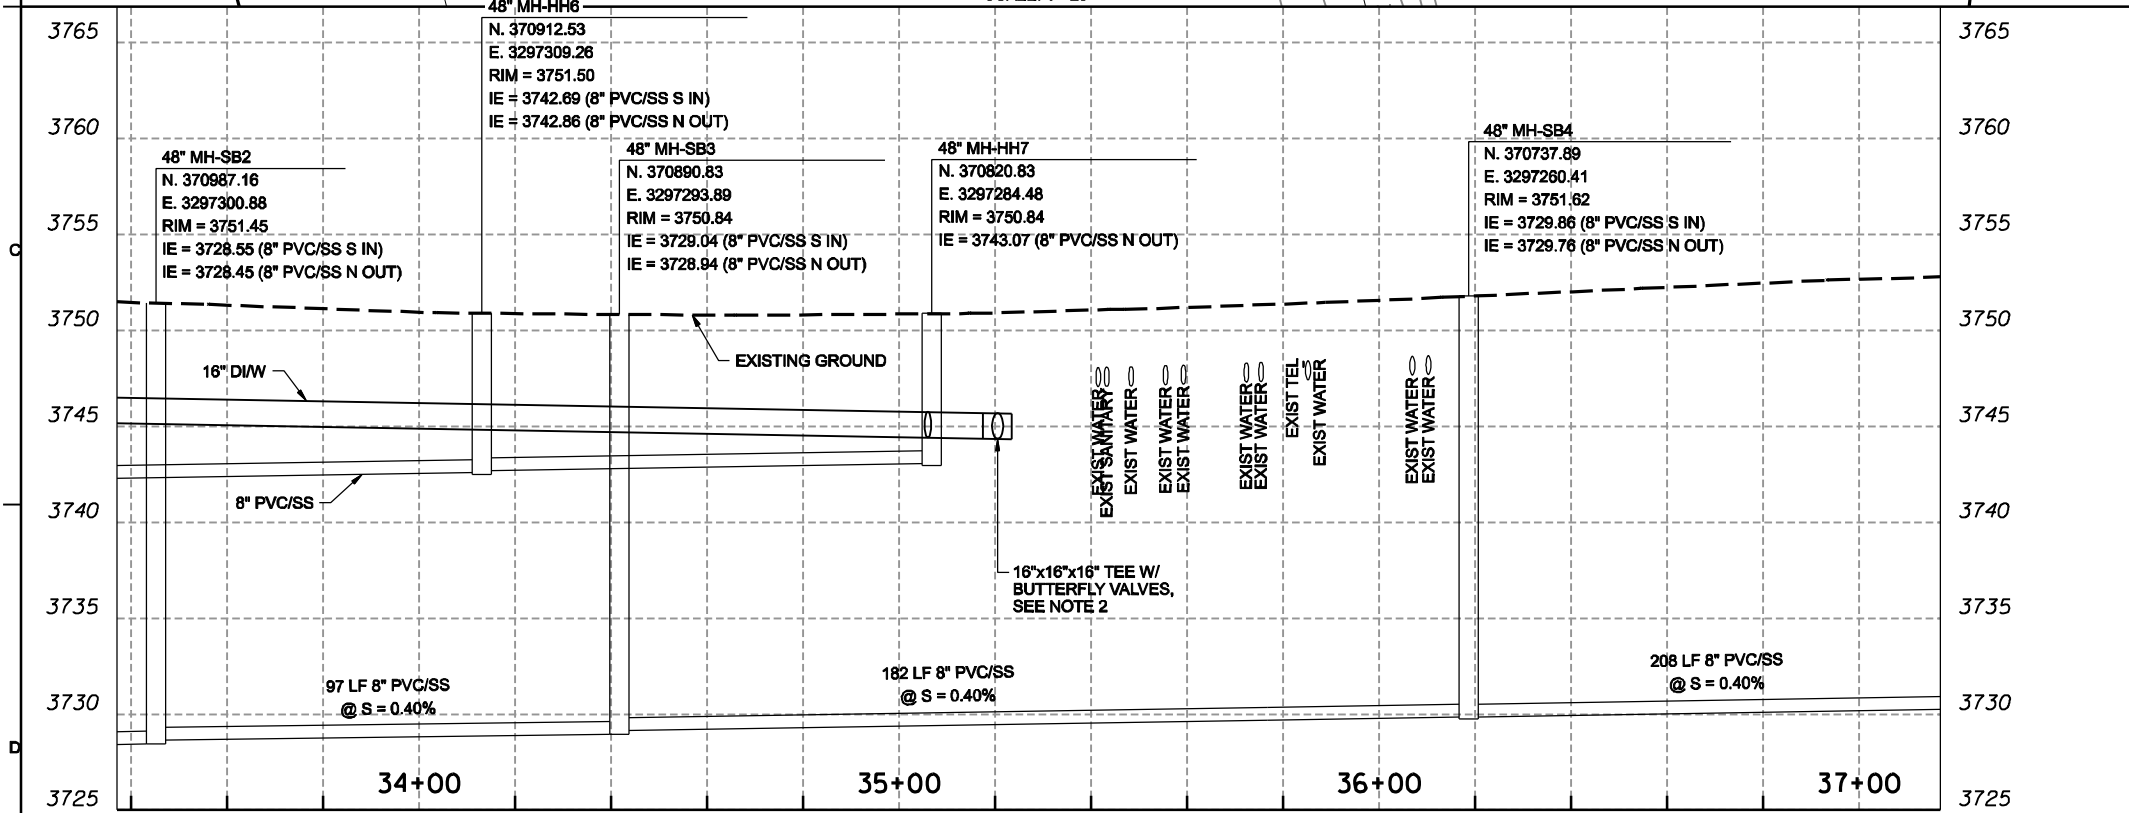 48" MH-HH6
N. 370912.53
E. 3297309.26
RIM = 3751.50
IE = 3742.69 (8" PVC/SS S IN)
IE = 3742.86 (8" PVC/SS N OUT)
48" MH-SB2
N. 370987.16
E. 3297300.88
RIM = 3751.45
IE = 3728.55 (8" PVC/SS S IN)
IE = 3728.45 (8" PVC/SS N OUT)
48" MH-SB3
N. 370890.83
E. 3297293.89
RIM = 3750.84
IE = 3729.04 (8" PVC/SS S IN)
IE = 3728.94 (8" PVC/SS N OUT)
48" MH-HH7
N. 370820.83
E. 3297284.48
RIM = 3750.84
IE = 3743.07 (8" PVC/SS N OUT)
48" MH-SB4
N. 370737.89
E. 3297260.41
RIM = 3751.62
IE = 3729.86 (8" PVC/SS S IN)
IE = 3729.76 (8" PVC/SS N OUT)
3765
3760
3755
3750
3745
3740
3735
3730
3725
C
D
16" DI/W
EXISTING GROUND
8" PVC/SS
EXIST WATER
EXIST SANITARY
EXIST WATER
EXIST WATER
EXIST WATER
EXIST WATER
EXIST WATER
EXIST TEL
EXIST WATER
EXIST WATER
EXIST WATER
16"x16"x16" TEE W/
BUTTERFLY VALVES,
SEE NOTE 2
97 LF 8" PVC/SS
@ S = 0.40%
182 LF 8" PVC/SS
@ S = 0.40%
208 LF 8" PVC/SS
@ S = 0.40%
34+00
35+00
36+00
37+00
3765
3760
3755
3750
3745
3740
3735
3730
3725